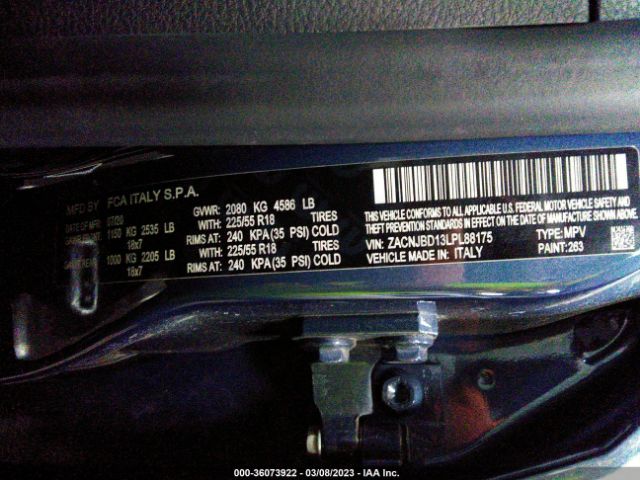 MFD BY FCA ITALY S.P.A.
DATE OF MFR 07/20 GVWR: 2080 KG 4586 LB
1150 KG 2535 LB WITH 225/55 R18 TIRES
18x7 RIMS AT: 240 KPA(35 PSI) COLD
1000 KG 2205 LB WITH 225/55 R18 TIRES
18x7 RIMS AT: 240 KPA(35 PSI) COLD
THIS VEHICLE CONFORMS TO ALL APPLICABLE U.S. FEDERAL MOTOR VEHICLE SAFETY
THEFT PREVENTION STANDARDS IN EFFECT ON THE DATE OF MANUFACTURE SHOWN ABOVE
VIN: ZACNJBD13LPL88175 TYPE: MPV
VEHICLE MADE IN: ITALY PAINT: 263
000-36073922 - 03/08/2023 - IAA Inc.